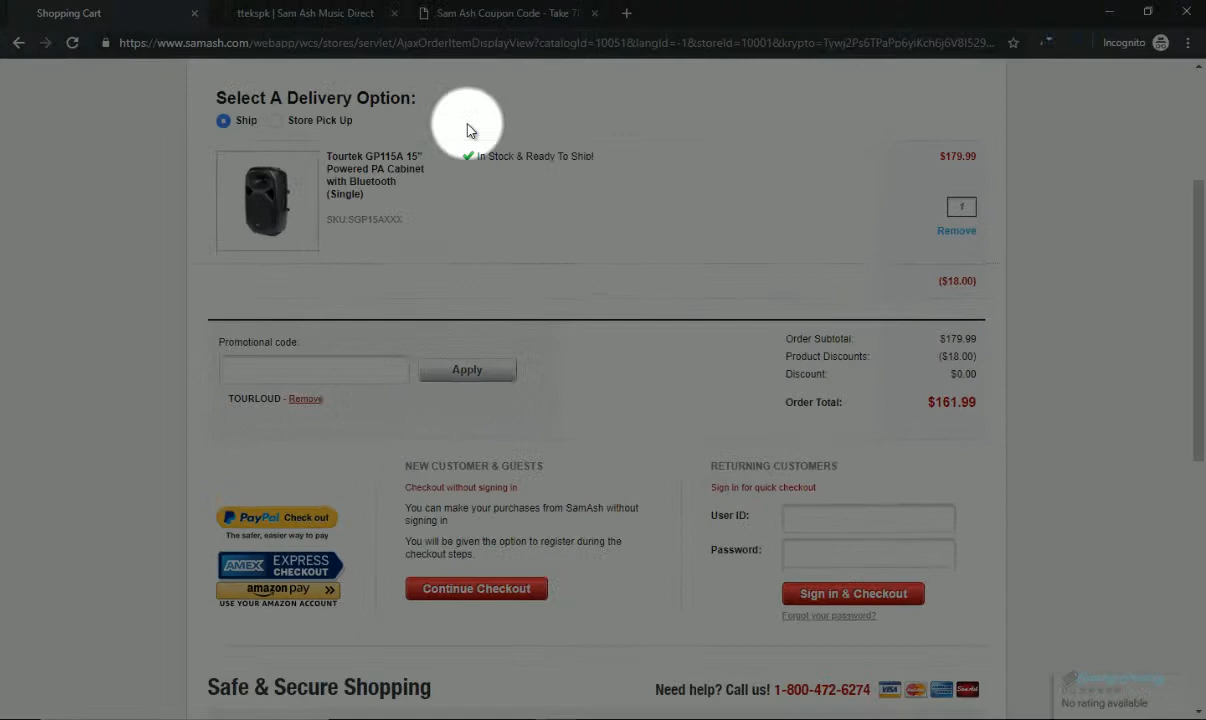 Shopping Cart
ttekspk | Sam Ash Music Direct
Sam Ash Coupon Code - Take 7
https://www.samash.com/webapp/wcs/stores/servlet/AjaxOrderItemDisplayView?catalogId=10051&langId=-1&storeId=10001&krypto=Tywj2Ps6TPaPp6yiKch6j6V8I529...
Incognito
Select A Delivery Option:
Ship
Store Pick Up
Tourtek GP115A 15"
Powered PA Cabinet
with Bluetooth
(Single)
SKU:SGP15AXXX
In Stock & Ready To Ship!
$179.99
1
Remove
($18.00)
Promotional code:
Apply
TOURLOUD - Remove
Order Subtotal: $179.99
Product Discounts: ($18.00)
Discount: $0.00
Order Total: $161.99
PayPal Check out
The safer, easier way to pay
AMEX EXPRESS CHECKOUT
amazon pay
USE YOUR AMAZON ACCOUNT
NEW CUSTOMER & GUESTS
Checkout without signing in
You can make your purchases from SamAsh without
signing in
You will be given the option to register during the
checkout steps.
Continue Checkout
RETURNING CUSTOMERS
Sign in for quick checkout
User ID:
Password:
Sign in & Checkout
Forgot your password?
Safe & Secure Shopping
Need help? Call us! 1-800-472-6274
VISA
No rating available